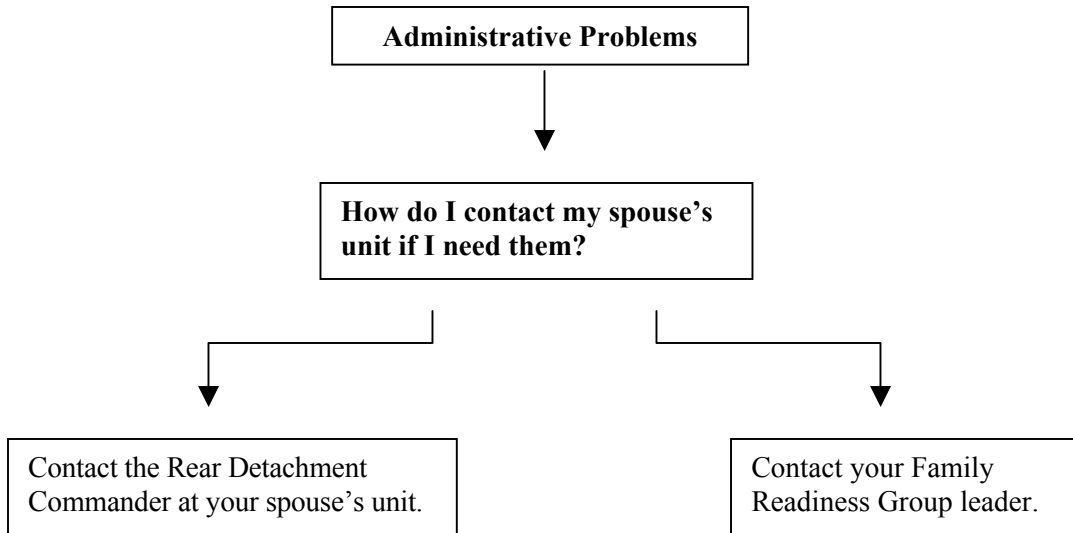 Administrative Problems
How do I contact my spouse’s
unit if I need them?
Contact the Rear Detachment
Commander at your spouse’s unit.
Contact your Family
Readiness Group leader.